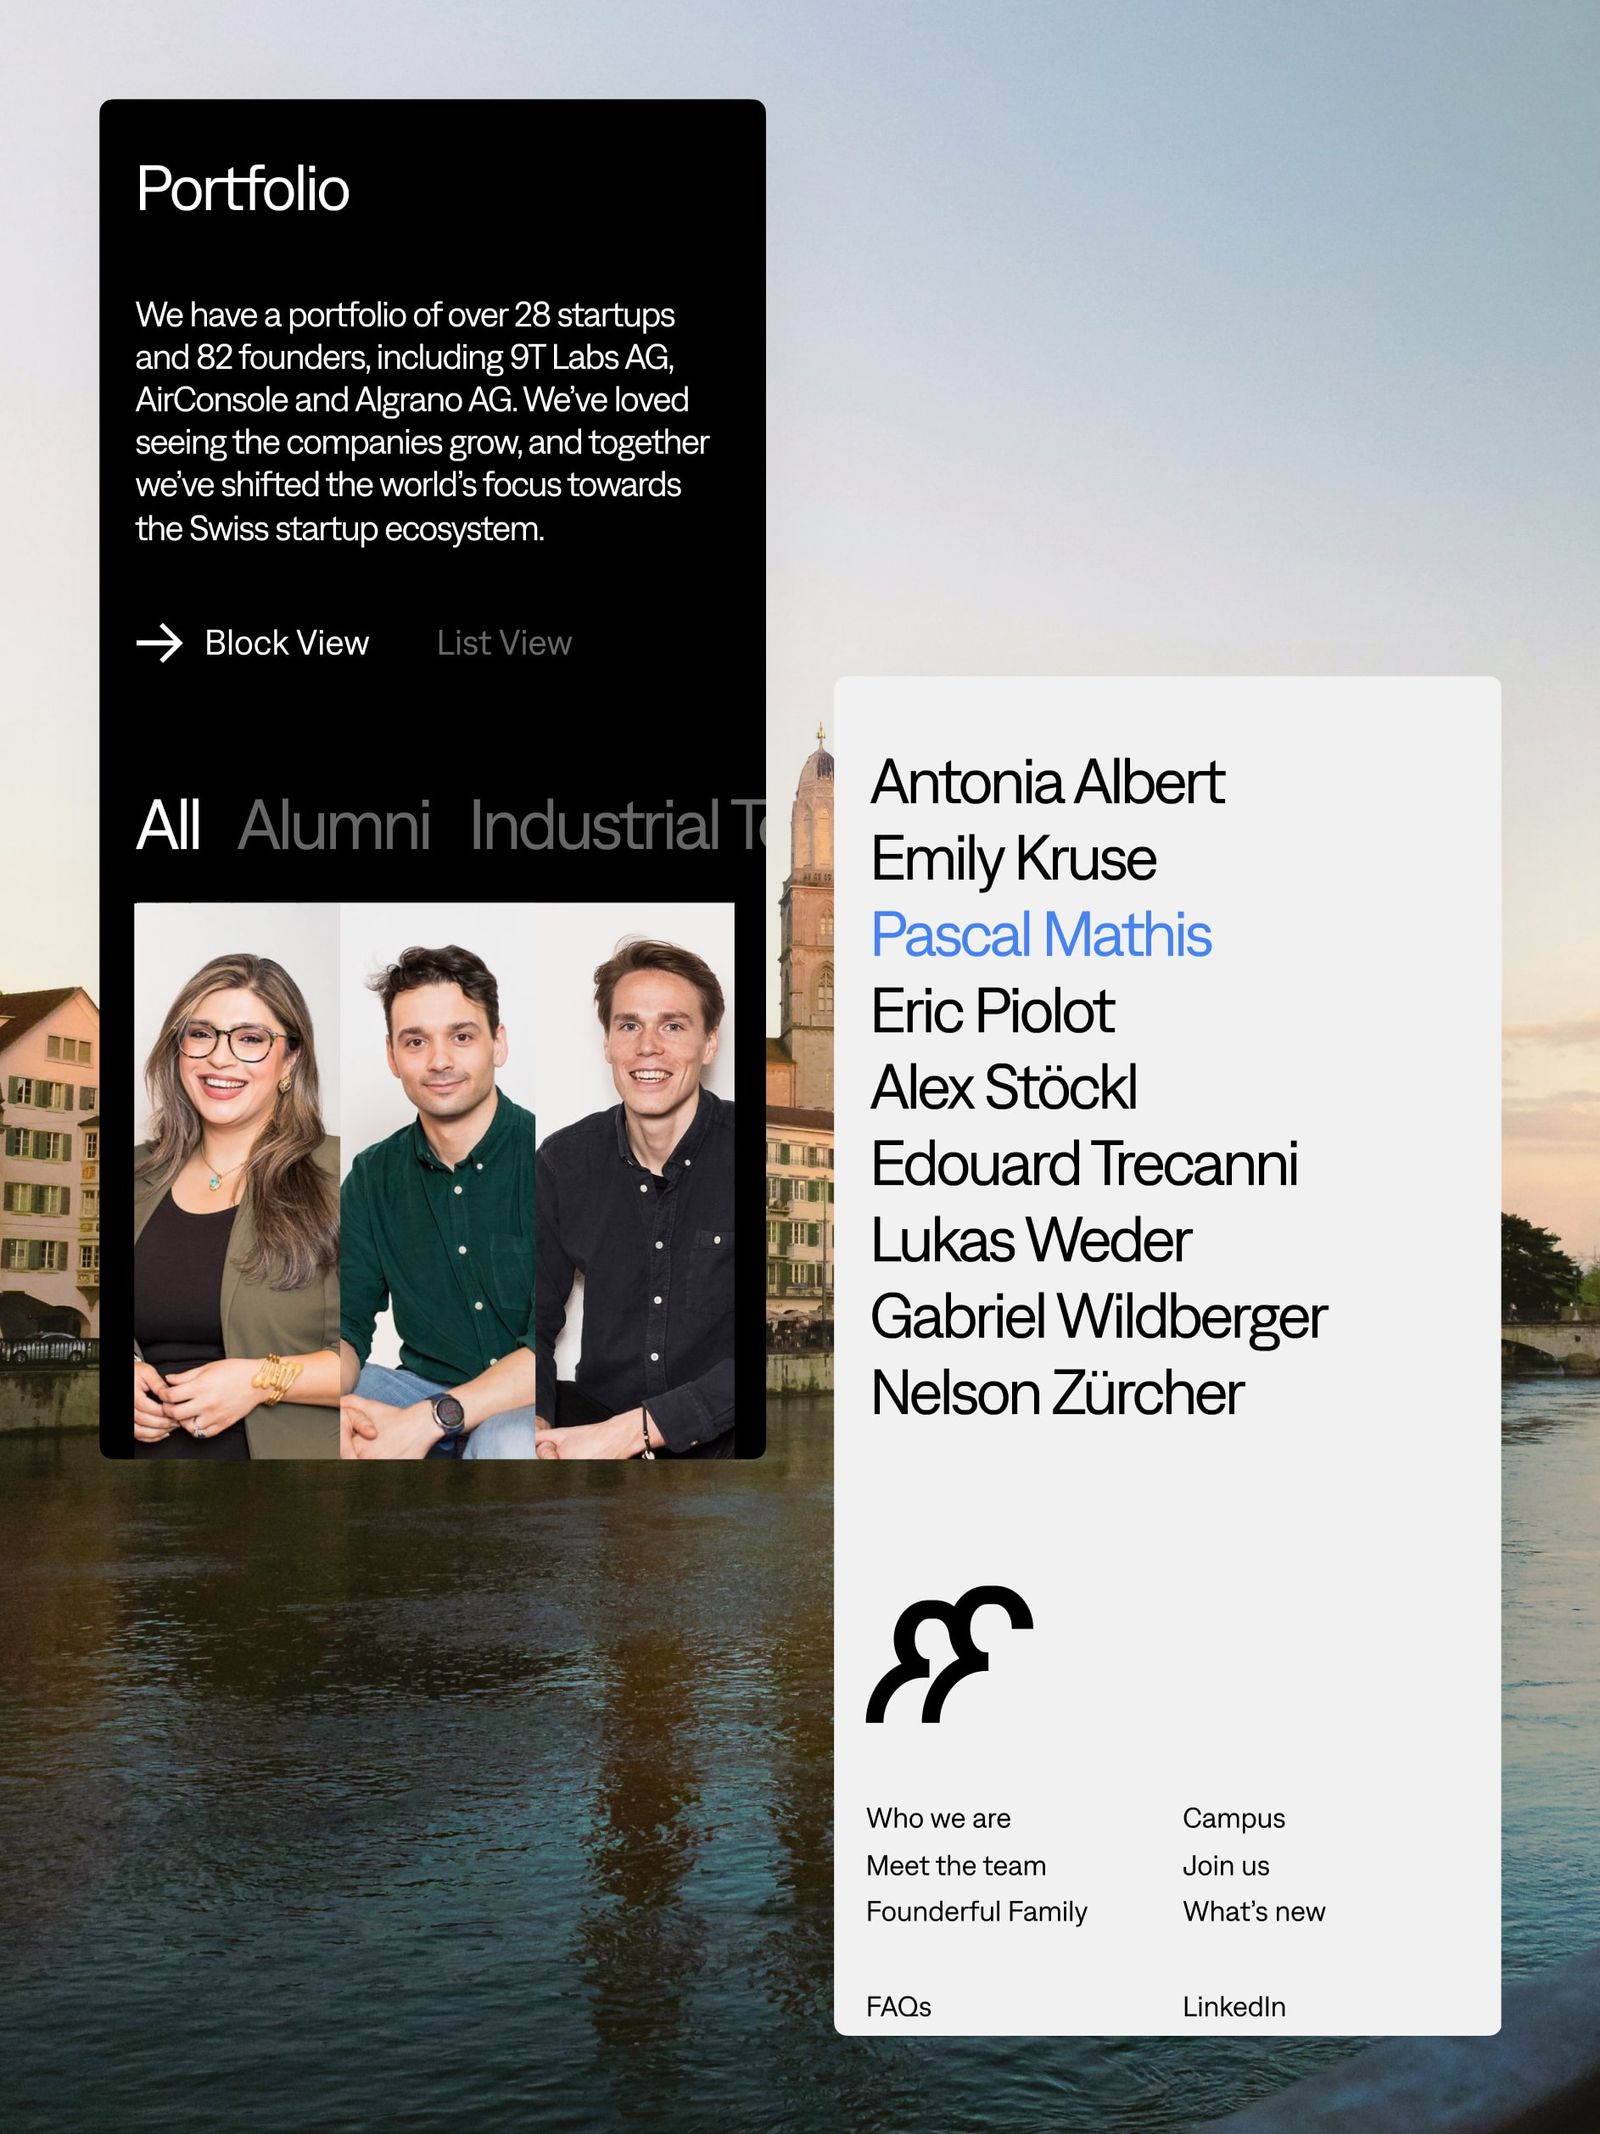 Portfolio
We have a portfolio of over 28 startups
and 82 founders, including 9T Labs AG,
AirConsole and Algrano AG. We’ve loved
seeing the companies grow, and together
we’ve shifted the world’s focus towards
the Swiss startup ecosystem.
Block View List View
All Alumni Industrial
Antonia Albert
Emily Kruse
Pascal Mathis
Eric Piolot
Alex Stöckl
Edouard Trecanni
Lukas Weder
Gabriel Wildberger
Nelson Zürcher
Who we are Campus
Meet the team Join us
Founderful Family What’s new
FAQs LinkedIn